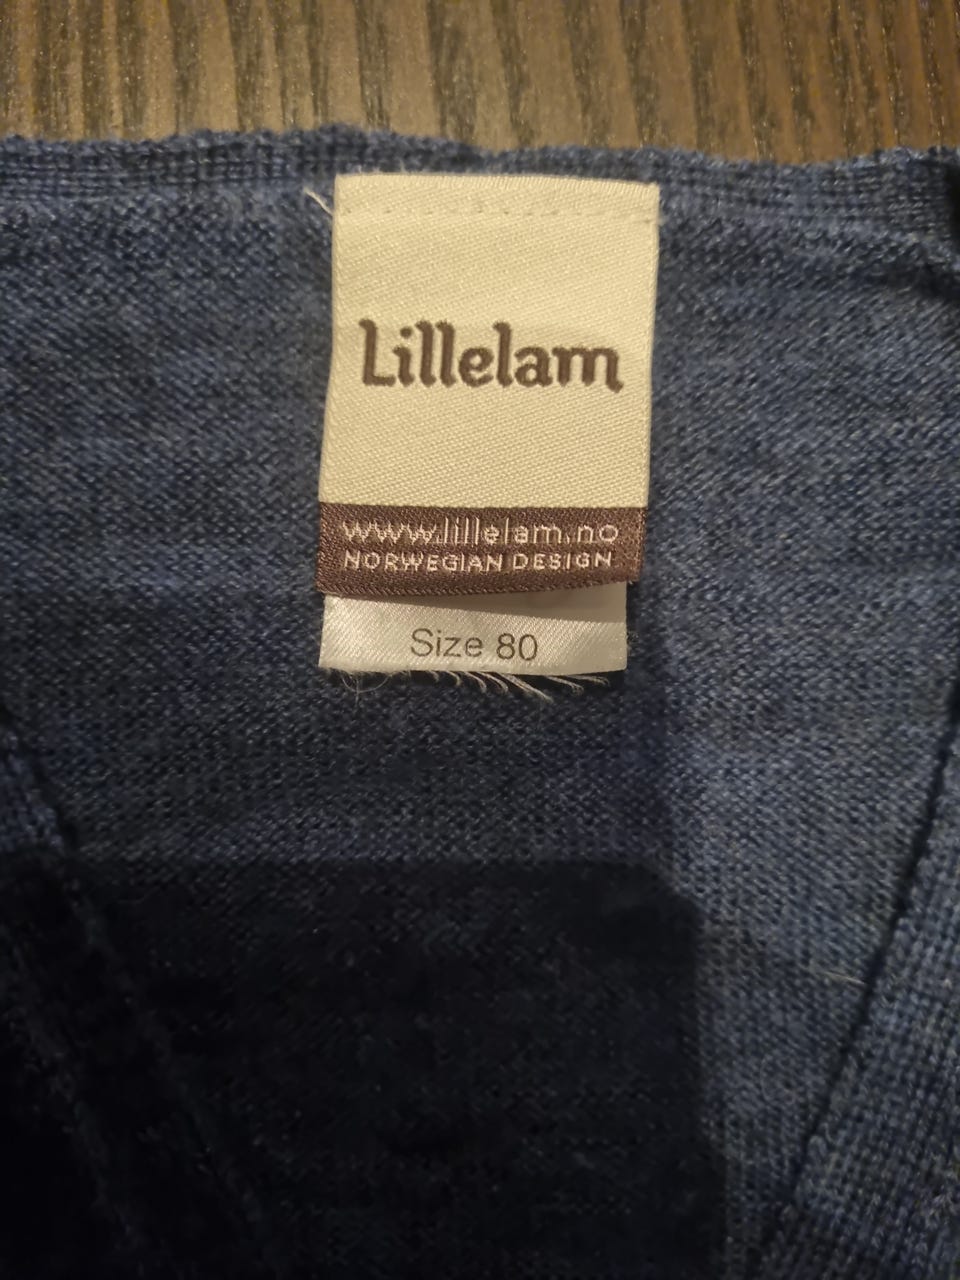 Lillelam
www.lillelam.no
NORWEGIAN DESIGN
Size 80